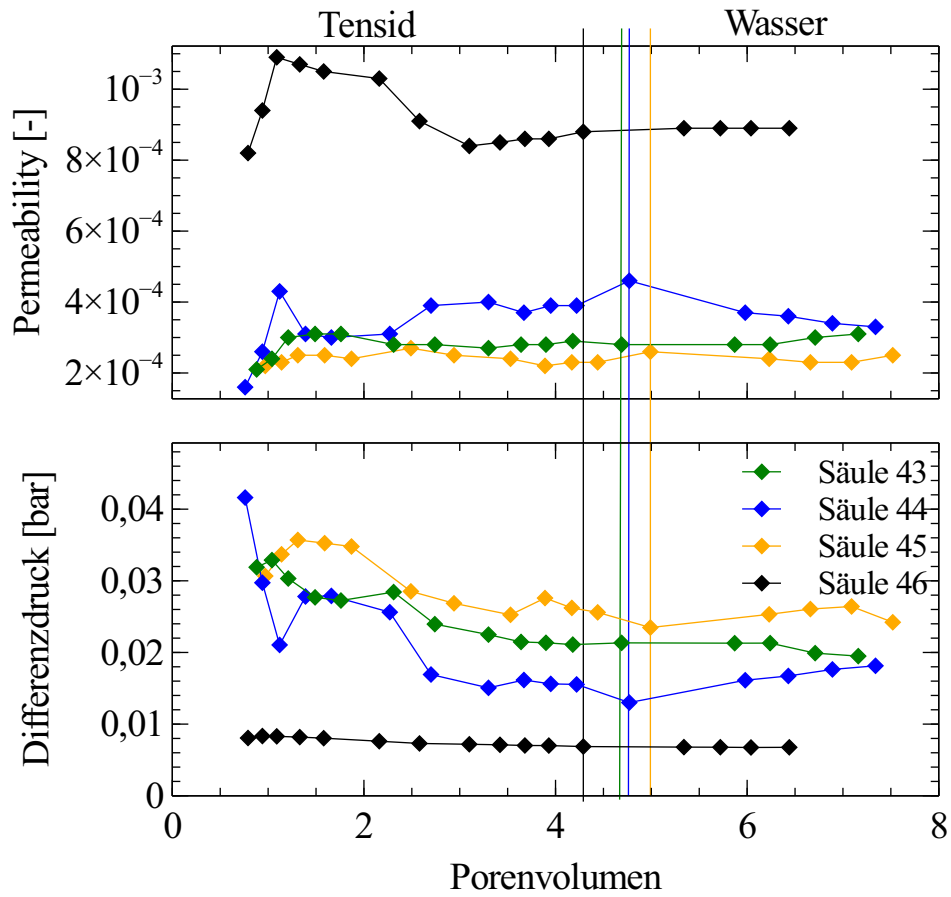 Tensid
Wasser
Permeability [-]
10⁻³
8×10⁻⁴
6×10⁻⁴
4×10⁻⁴
2×10⁻⁴
Differenzdruck [bar]
0,04
0,03
0,02
0,01
0
Säule 43
Säule 44
Säule 45
Säule 46
0 2 4 6 8
Porenvolumen